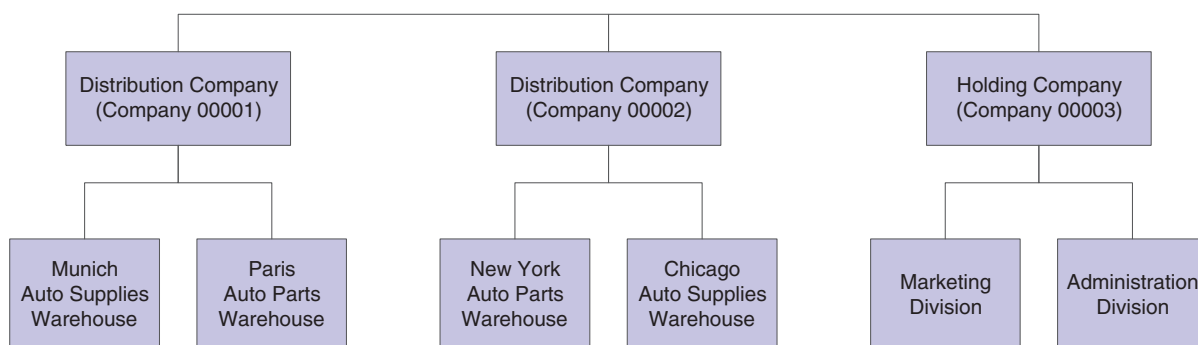 Distribution Company
(Company 00001)
Distribution Company
(Company 00002)
Holding Company
(Company 00003)
Munich
Auto Supplies
Warehouse
Paris
Auto Parts
Warehouse
New York
Auto Parts
Warehouse
Chicago
Auto Supplies
Warehouse
Marketing
Division
Administration
Division